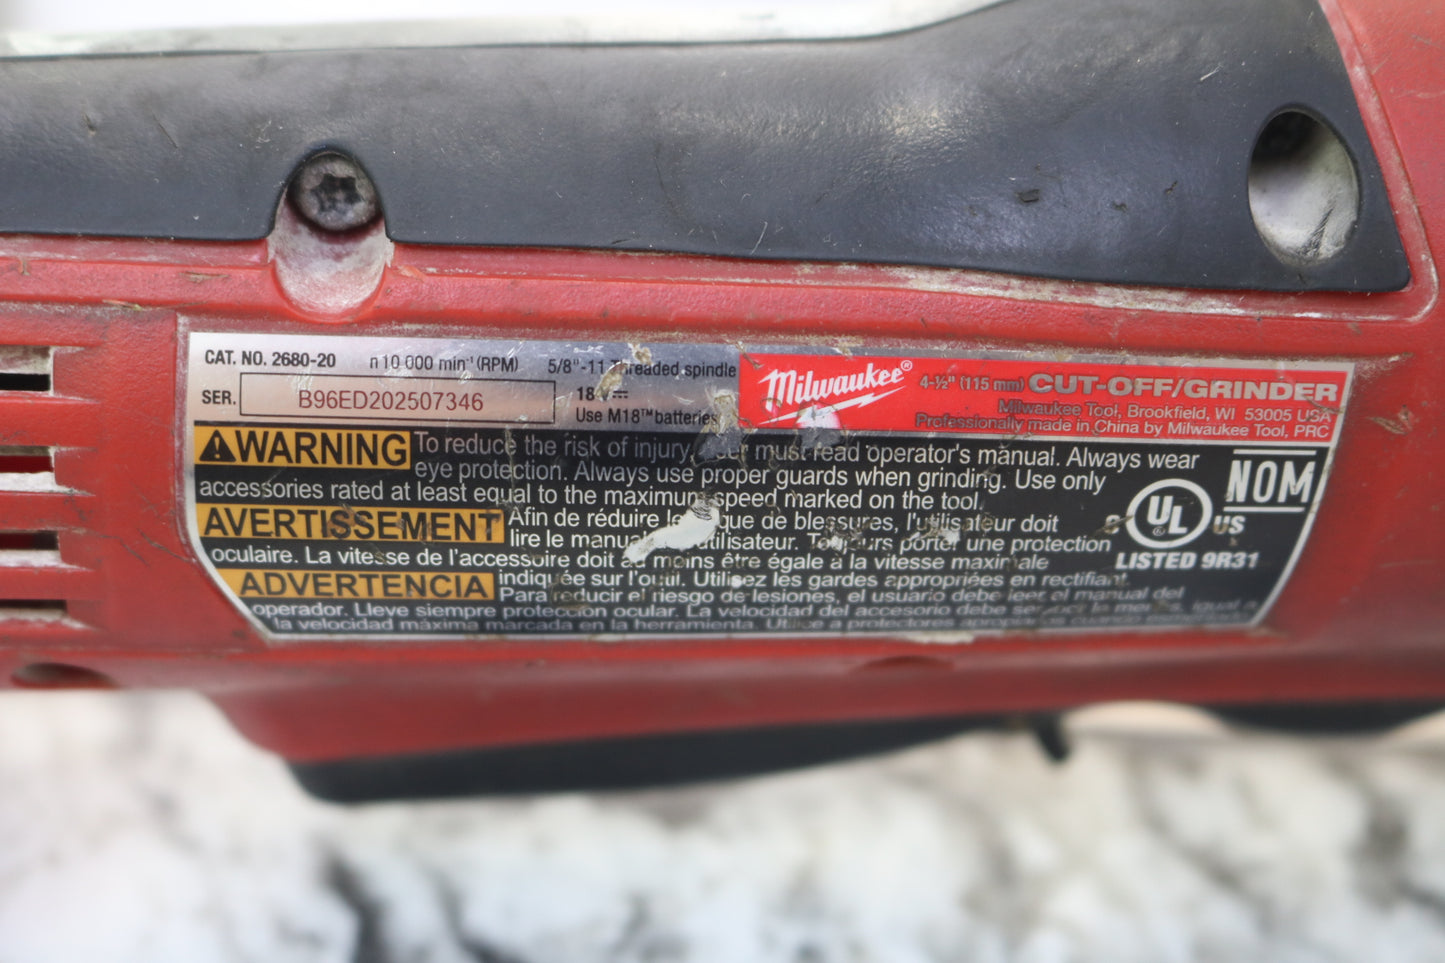 CAT. NO. 2680-20 n 10 000 min⁻¹ (RPM) 5/8"-11 Threaded spindle
SER. B96ED202507346
18 V
Use M18™ batteries
Milwaukee®
4-½" (115 mm) CUT-OFF/GRINDER
Milwaukee Tool, Brookfield, WI 53005 USA
Professionally made in China by Milwaukee Tool, PRC
WARNING To reduce the risk of injury, user must read operator's manual. Always wear
eye protection. Always use proper guards when grinding. Use only
accessories rated at least equal to the maximum speed marked on the tool.
AVERTISSEMENT Afin de réduire le risque de blessures, l'utilisateur doit
lire le manuel utilisateur. Toujours porter une protection
oculaire. La vitesse de l'accessoire doit au moins être égale à la vitesse maximale
indiquée sur l'outil. Utilisez les gardes appropriées en rectifiant.
ADVERTENCIA Para reducir el riesgo de lesiones, el usuario debe leer el manual del
operador. Lleve siempre protección ocular. La velocidad del accesorio debe ser igual a
la velocidad máxima marcada en la herramienta. Utilice protectores apropiados cuando
C UL ® US
LISTED 9R31
NOM